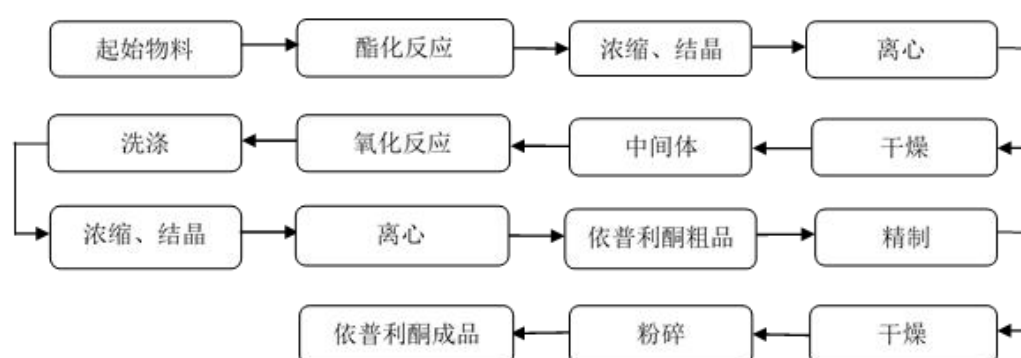 起始物料
酯化反应
浓缩、结晶
离心
干燥
中间体
氧化反应
洗涤
浓缩、结晶
离心
依普利酮粗品
精制
干燥
粉碎
依普利酮成品